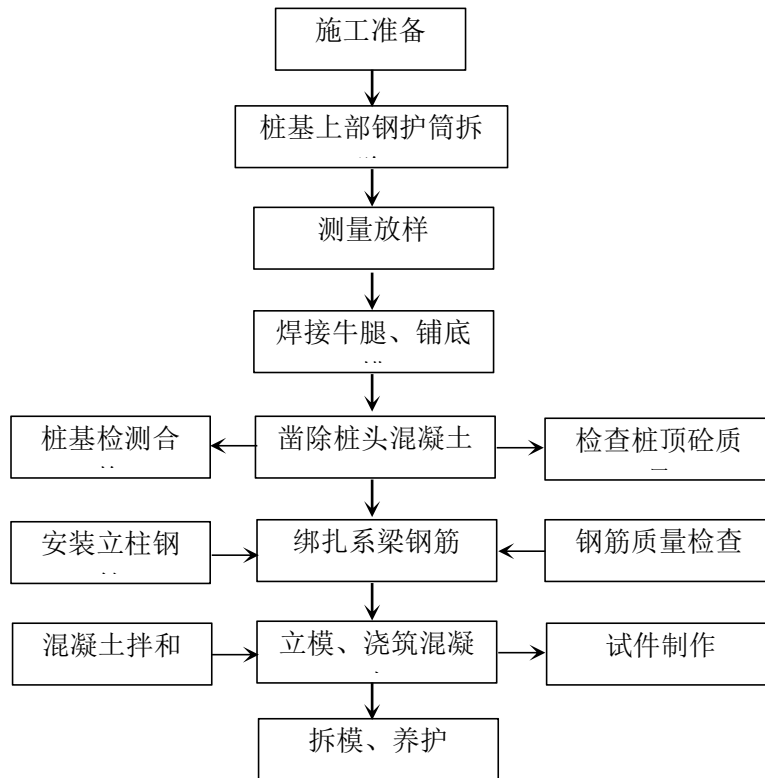 施工准备
桩基上部钢护筒拆
测量放样
焊接牛腿、铺底
桩基检测合
凿除桩头混凝土
检查桩顶砼质
安装立柱钢
绑扎系梁钢筋
钢筋质量检查
混凝土拌和
立模、浇筑混凝
试件制作
拆模、养护